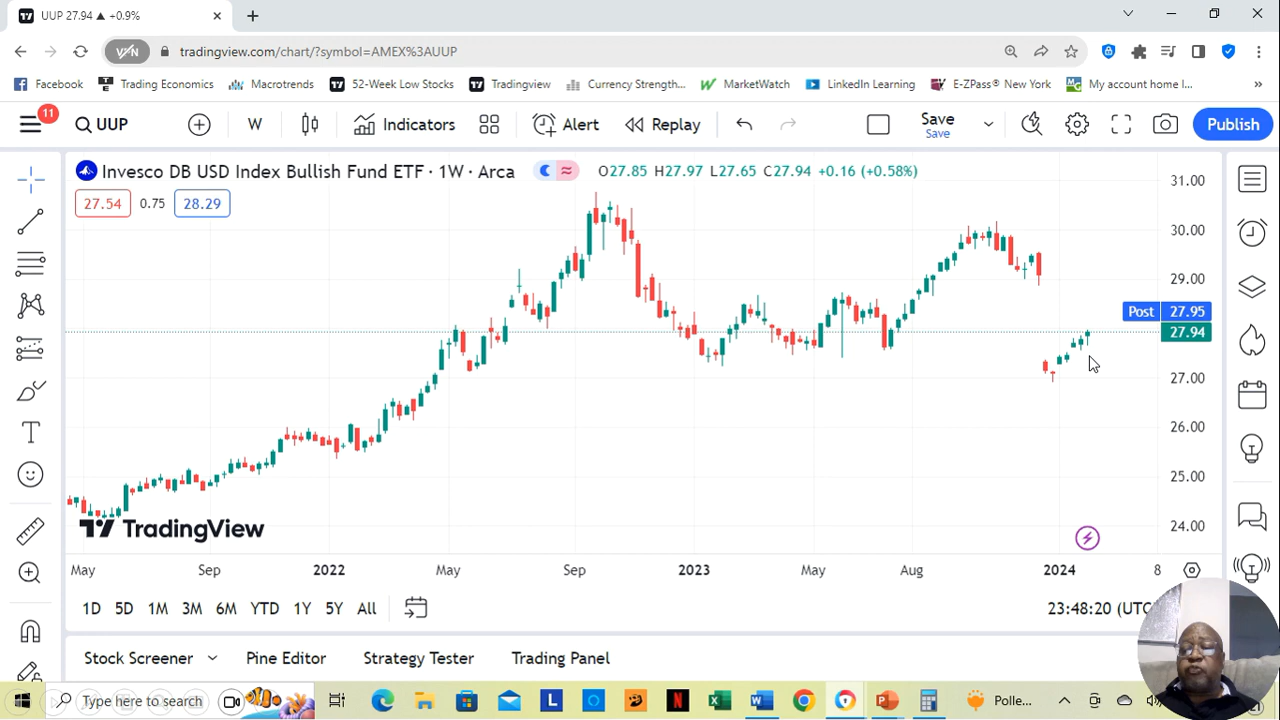 UUP 27.94 ▲ +0.9%
VPN tradingview.com/chart/?symbol=AMEX%3AUUP
Facebook Trading Economics Macrotrends 52-Week Low Stocks Tradingview Currency Strength... MarketWatch LinkedIn Learning E-ZPass® New York My account home I... »
11 UUP W Indicators Alert Replay Save Save Publish
Invesco DB USD Index Bullish Fund ETF · 1W · Arca O27.85 H27.97 L27.65 C27.94 +0.16 (+0.58%)
27.54 0.75 28.29
31.00
30.00
29.00
Post 27.95
27.94
27.00
26.00
25.00
24.00
TradingView
May Sep 2022 May Sep 2023 May Aug 2024 8
1D 5D 1M 3M 6M YTD 1Y 5Y All 23:48:20 (UTC
Stock Screener Pine Editor Strategy Tester Trading Panel
Type here to search Polle...